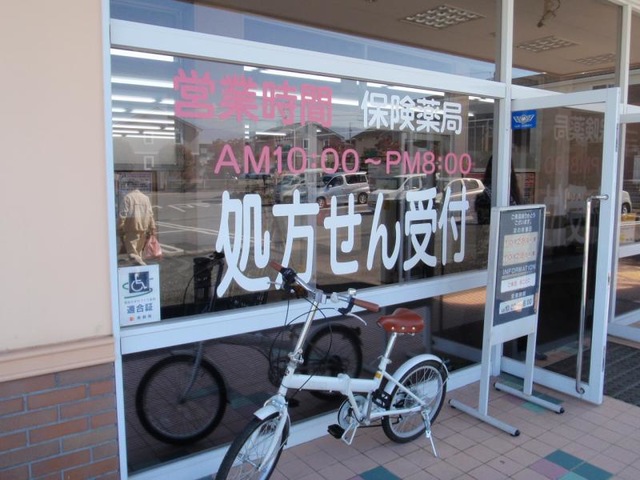 営業時間
保険薬局
AM10:00～PM8:00
処方せん受付
適合証
INFORMATION